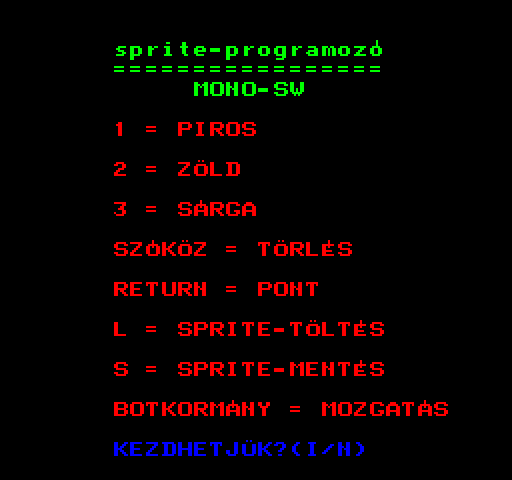 sprite-programozó
=================
MONO-SW
1 = PIROS
2 = ZÖLD
3 = SÁRGA
SZÓKÖZ = TÖRLÉS
RETURN = PONT
L = SPRITE-TÖLTÉS
S = SPRITE-MENTÉS
BOTKORMÁNY = MOZGATÁS
KEZDHETJÜK?(I/N)